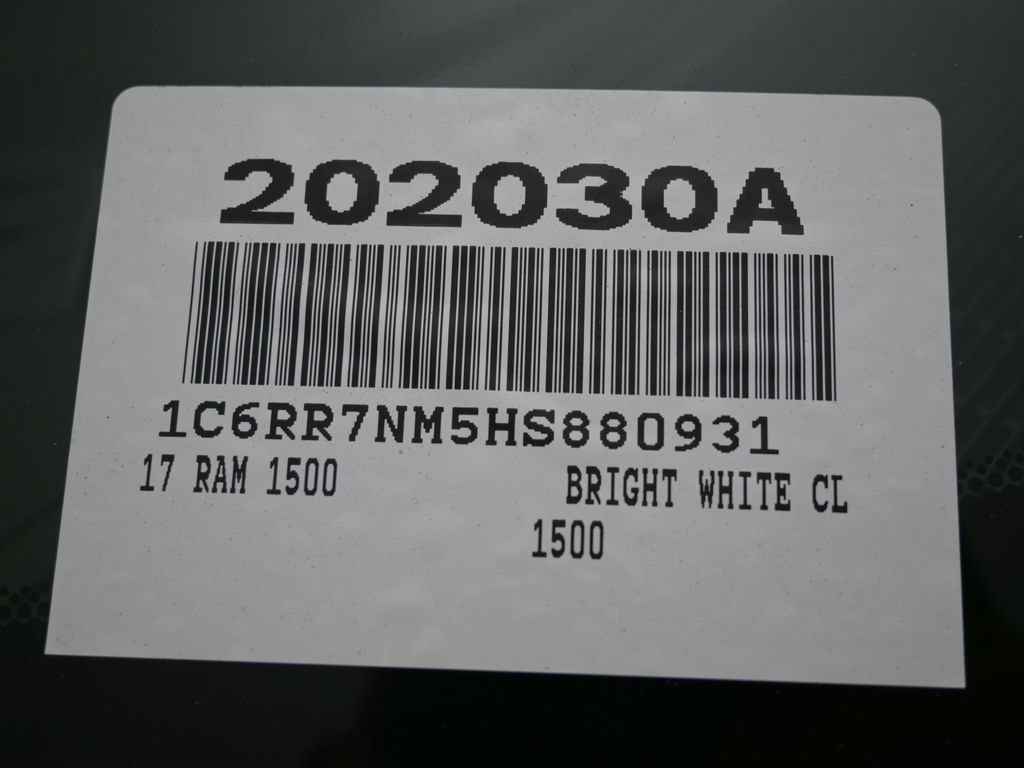 202030A
1C6RR7NM5HS880931
17 RAM 1500 BRIGHT WHITE CL
1500